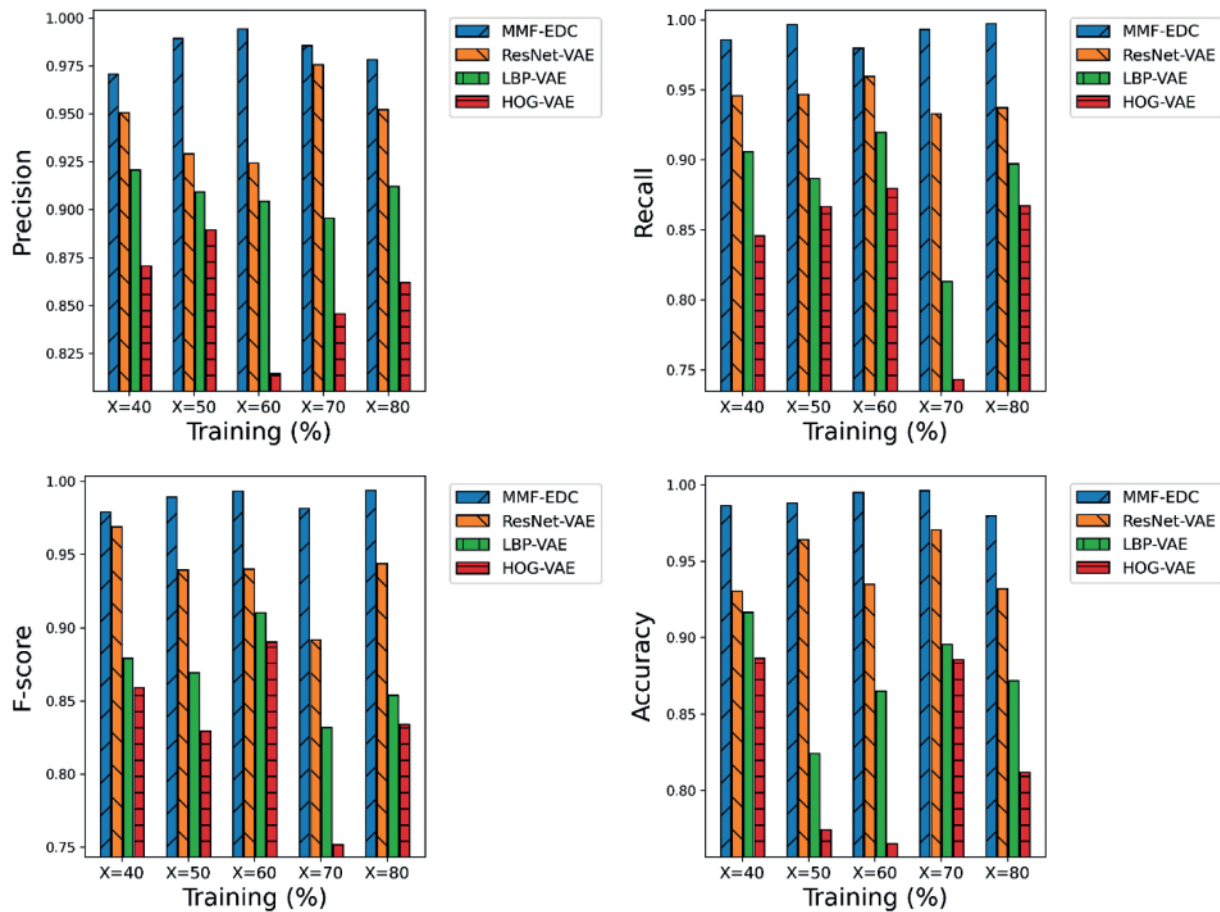 1.000
0.975
0.950
0.925
0.900
0.875
0.850
0.825
Precision
X=40 X=50 X=60 X=70 X=80
Training (%)
MMF-EDC
ResNet-VAE
LBP-VAE
HOG-VAE
1.00
0.95
0.90
0.85
0.80
0.75
Recall
X=40 X=50 X=60 X=70 X=80
Training (%)
MMF-EDC
ResNet-VAE
LBP-VAE
HOG-VAE
1.00
0.95
0.90
0.85
0.80
0.75
F-score
X=40 X=50 X=60 X=70 X=80
Training (%)
MMF-EDC
ResNet-VAE
LBP-VAE
HOG-VAE
1.00
0.95
0.90
0.85
0.80
Accuracy
X=40 X=50 X=60 X=70 X=80
Training (%)
MMF-EDC
ResNet-VAE
LBP-VAE
HOG-VAE